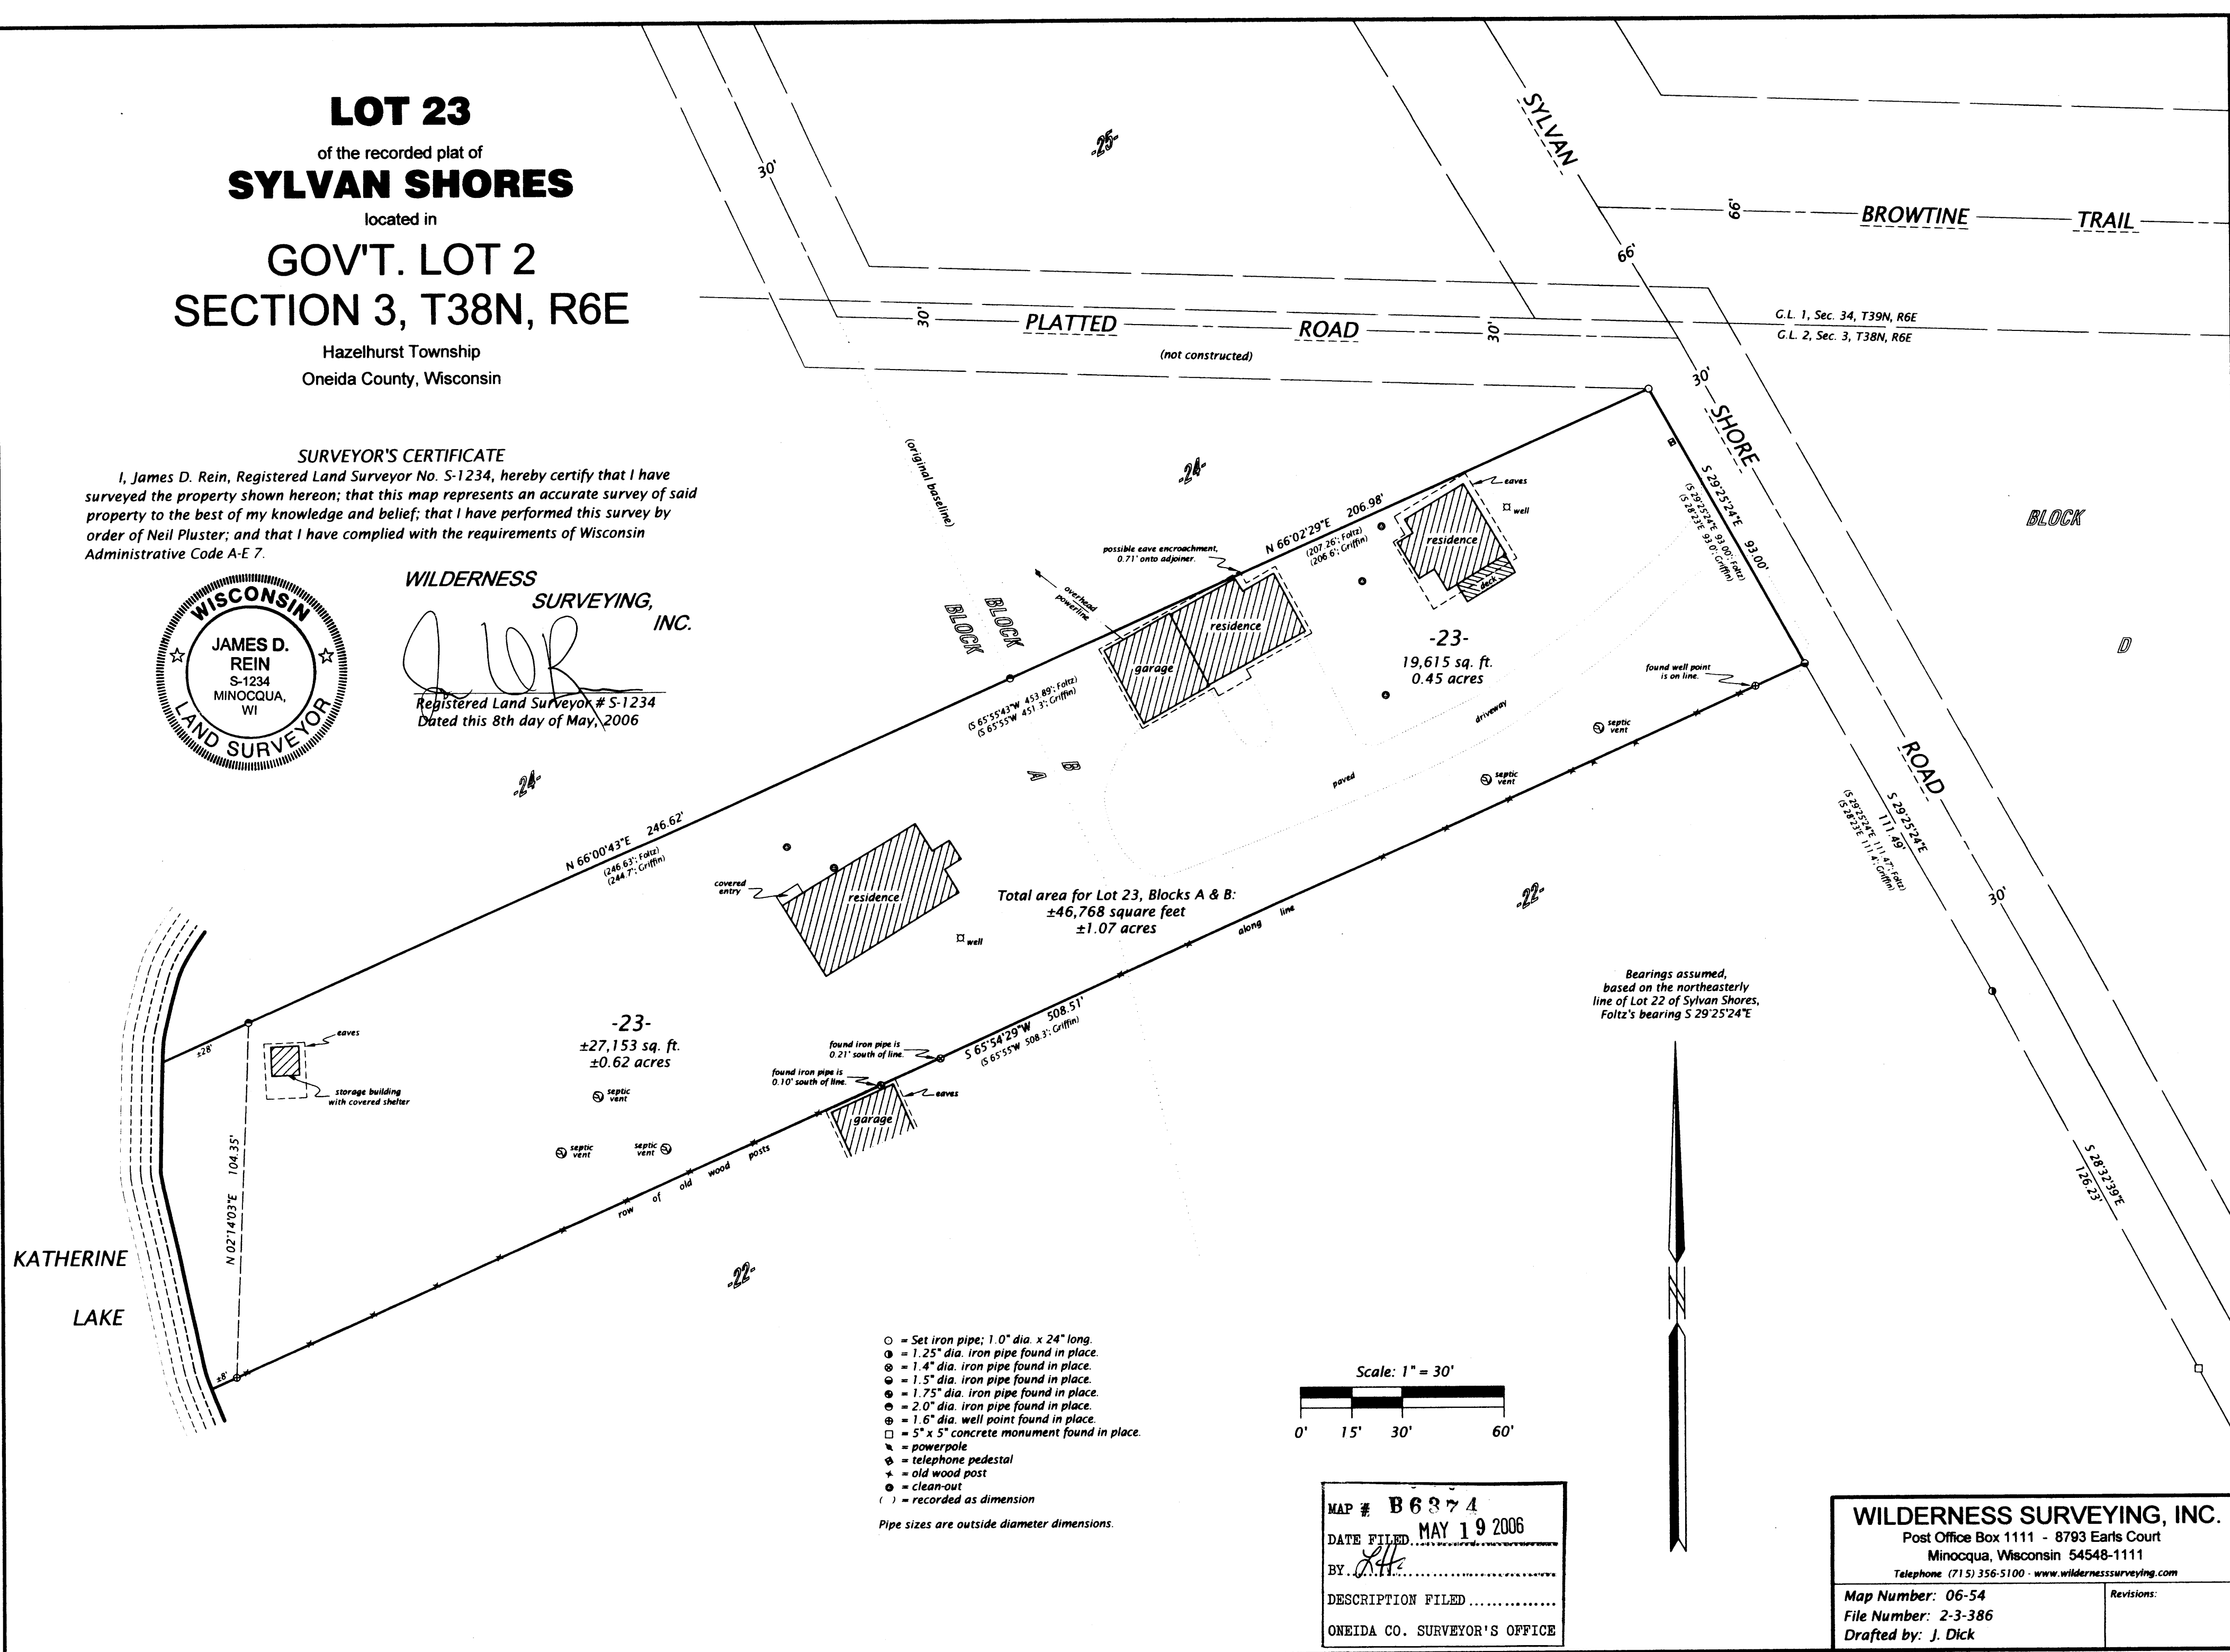 LOT 23
of the recorded plat of
SYLVAN SHORES
located in
GOV'T. LOT 2
SECTION 3, T38N, R6E
Hazelhurst Township
Oneida County, Wisconsin
SURVEYOR'S CERTIFICATE
I, James D. Rein, Registered Land Surveyor No. S-1234, hereby certify that I have
surveyed the property shown hereon; that this map represents an accurate survey of said
property to the best of my knowledge and belief; that I have performed this survey by
order of Neil Pluster; and that I have complied with the requirements of Wisconsin
Administrative Code A-E 7.
WISCONSIN
JAMES D.
REIN
S-1234
MINOCQUA,
WI
LAND SURVEYOR
WILDERNESS
SURVEYING,
INC.
Registered Land Surveyor # S-1234
Dated this 8th day of May, 2006
30'
-25-
SYLVAN
66'
BROWTINE TRAIL
66'
30'
PLATTED ROAD
30'
(not constructed)
G.L. 1, Sec. 34, T39N, R6E
G.L. 2, Sec. 3, T38N, R6E
30'
SHORE
ROAD
(original baseline)
-24-
eaves
well
residence
deck
S 29°25'24"E 93.00'
(S 29°25'24"E 93.00'; Foltz)
(S 28°23'E 93.0'; Griffin)
BLOCK
D
N 66°02'29"E 206.98'
(207.26'; Foltz)
(206.6'; Griffin)
possible eave encroachment,
0.71' onto adjoiner.
overhead
powerline
BLOCK
BLOCK
residence
garage
-23-
19,615 sq. ft.
0.45 acres
found well point
is on line.
(S 65°55'43"W 453.89'; Foltz)
(S 65°55'W 451.3'; Griffin)
A
B
driveway
paved
septic
vent
septic
vent
S 29°25'24"E
111.49'
(S 29°25'24"E 111.47'; Foltz)
(S 28°23'E 111.4'; Griffin)
30'
-24-
N 66°00'43"E 246.62'
(246.63'; Foltz)
(244.7'; Griffin)
covered
entry
residence
well
Total area for Lot 23, Blocks A & B:
±46,768 square feet
±1.07 acres
along line
-22-
Bearings assumed,
based on the northeasterly
line of Lot 22 of Sylvan Shores,
Foltz's bearing S 29°25'24"E
S 28°32'39"E
126.23'
±28'
eaves
storage building
with covered shelter
-23-
±27,153 sq. ft.
±0.62 acres
found iron pipe is
0.21' south of line.
found iron pipe is
0.10' south of line.
S 65°54'29"W 508.51'
(S 65°55'W 508.3'; Griffin)
eaves
garage
septic
vent
septic
vent
septic
vent
row of old wood posts
N 02°14'03"E 104.35'
±8'
KATHERINE
LAKE
-22-
= Set iron pipe; 1.0" dia. x 24" long.
= 1.25" dia. iron pipe found in place.
= 1.4" dia. iron pipe found in place.
= 1.5" dia. iron pipe found in place.
= 1.75" dia. iron pipe found in place.
= 2.0" dia. iron pipe found in place.
= 1.6" dia. well point found in place.
= 5" x 5" concrete monument found in place.
= powerpole
= telephone pedestal
= old wood post
= clean-out
( ) = recorded as dimension
Pipe sizes are outside diameter dimensions.
Scale: 1" = 30'
0' 15' 30' 60'
N
MAP # B6374
DATE FILED MAY 19 2006
BY LH
DESCRIPTION FILED
ONEIDA CO. SURVEYOR'S OFFICE
WILDERNESS SURVEYING, INC.
Post Office Box 1111 - 8793 Earls Court
Minocqua, Wisconsin 54548-1111
Telephone (715) 356-5100 - www.wildernesssurveying.com
Map Number: 06-54
File Number: 2-3-386
Drafted by: J. Dick
Revisions: